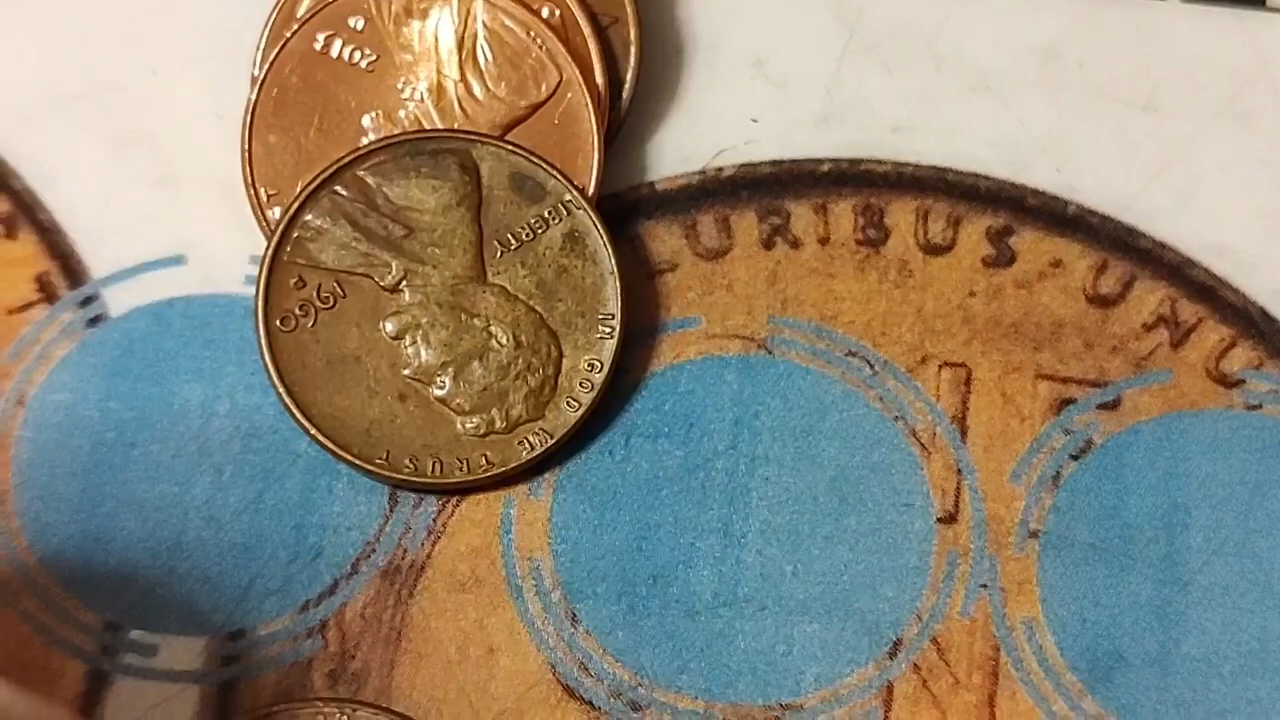 2013
LIBERTY
1960
D
IN GOD WE TRUST
LURIBUS · UNU